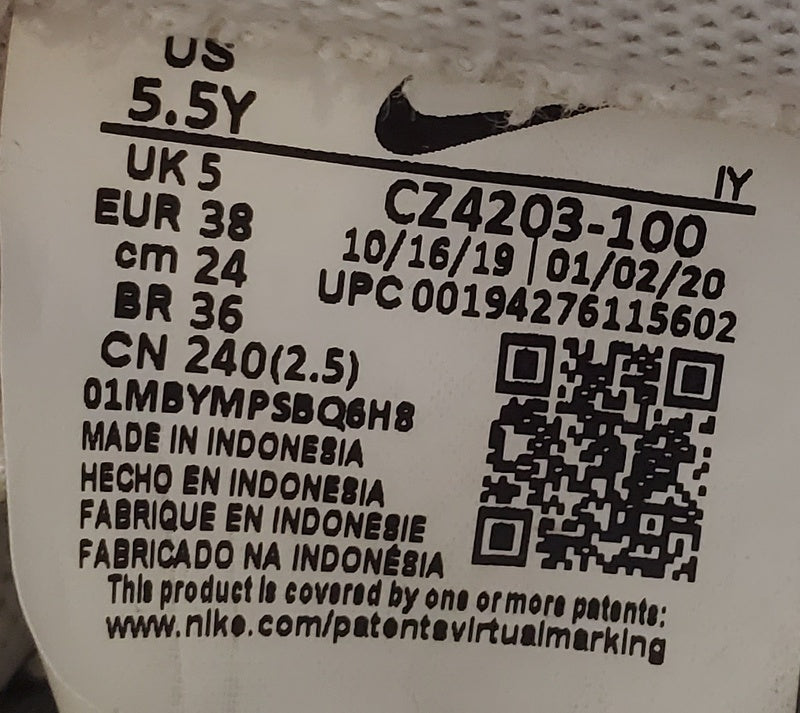 US
5.5Y
UK 5
EUR 38
cm 24
BR 36
CN 240(2.5)
01MBYMPSBQ6H8
MADE IN INDONESIA
HECHO EN INDONESIA
FABRIQUE EN INDONESIE
FABRICADO NA INDONÉSIA
IY
CZ4203-100
10/16/19 | 01/02/20
UPC 00194276115602
This product is covered by one or more patents:
www.nike.com/patentsvirtualmarking